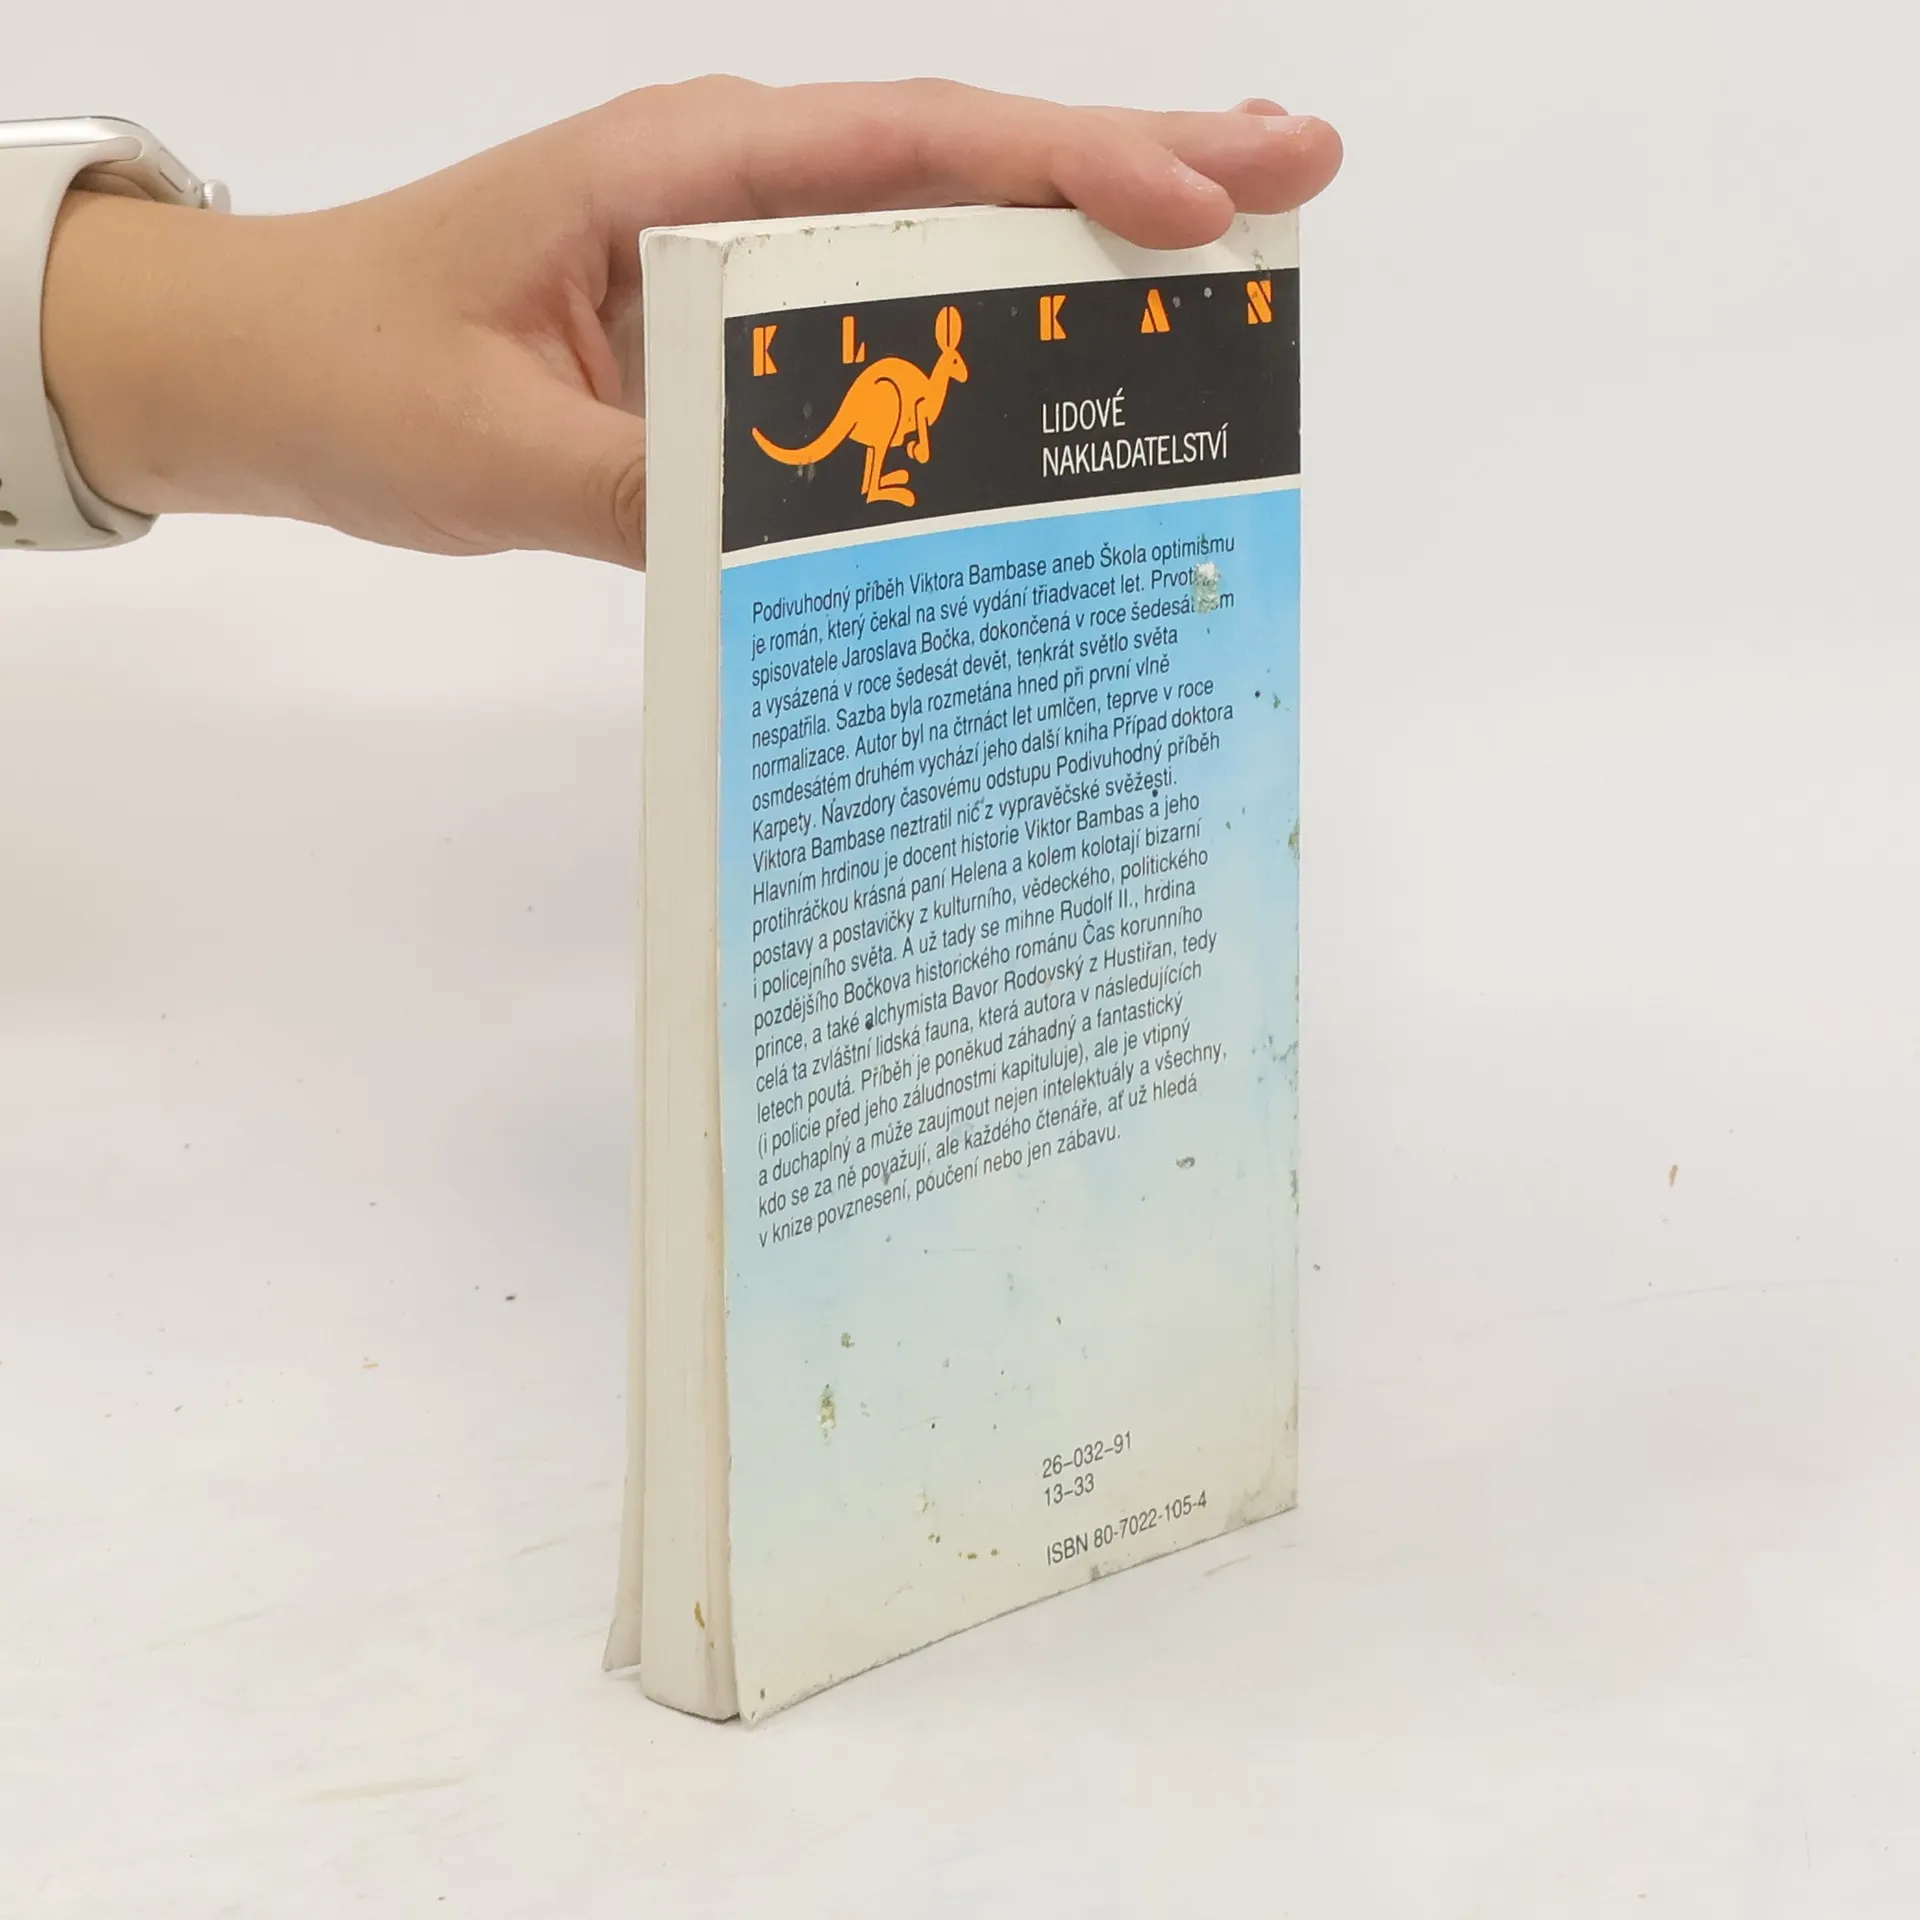 KLOKAN
LIDOVÉ
NAKLADATELSTVÍ
Podivuhodný příběh Viktora Bambase aneb Škola optimismu
je román, který čekal na své vydání třiadvacet let.
spisovatele Jaroslava Bočka, dokončená v roce
a vysázená v roce šedesát devět, tenkrát světlo světa
nespatřila. Sazba byla rozmetána hned při první vlně
normalizace. Autor byl na čtrnáct let umlčen, teprve v roce
osmdesátém druhém vychází jeho další kniha Případ doktora
Karpety. Navzdory časovému odstupu Podivuhodný příběh
Viktora Bambase neztratil nic z vypravěčské svěžesti.
Hlavním hrdinou je docent historie Viktor Bambas a jeho
protihráčkou krásná paní Helena a kolem kolotají bizarní
postavy a postavičky z kulturního, vědeckého, politického
i policejního světa. A už tady se mihne Rudolf II., hrdina
pozdějšího Bočkova historického románu Čas korunního
prince, a také alchymista Bavor Rodovský z Hustiřan, tedy
celá ta zvláštní lidská fauna, která autora v následujících
letech poutá. Příběh je poněkud záhadný a fantastický
(i policie před jeho záludnostmi kapituluje), ale je vtipný
a duchaplný a může zaujmout nejen intelektuály a všechny,
kdo se za ně považují, ale každého čtenáře, ať už hledá
v knize povznesení, poučení nebo jen zábavu.
26–032–91
13–33
ISBN 80-7022-105-4